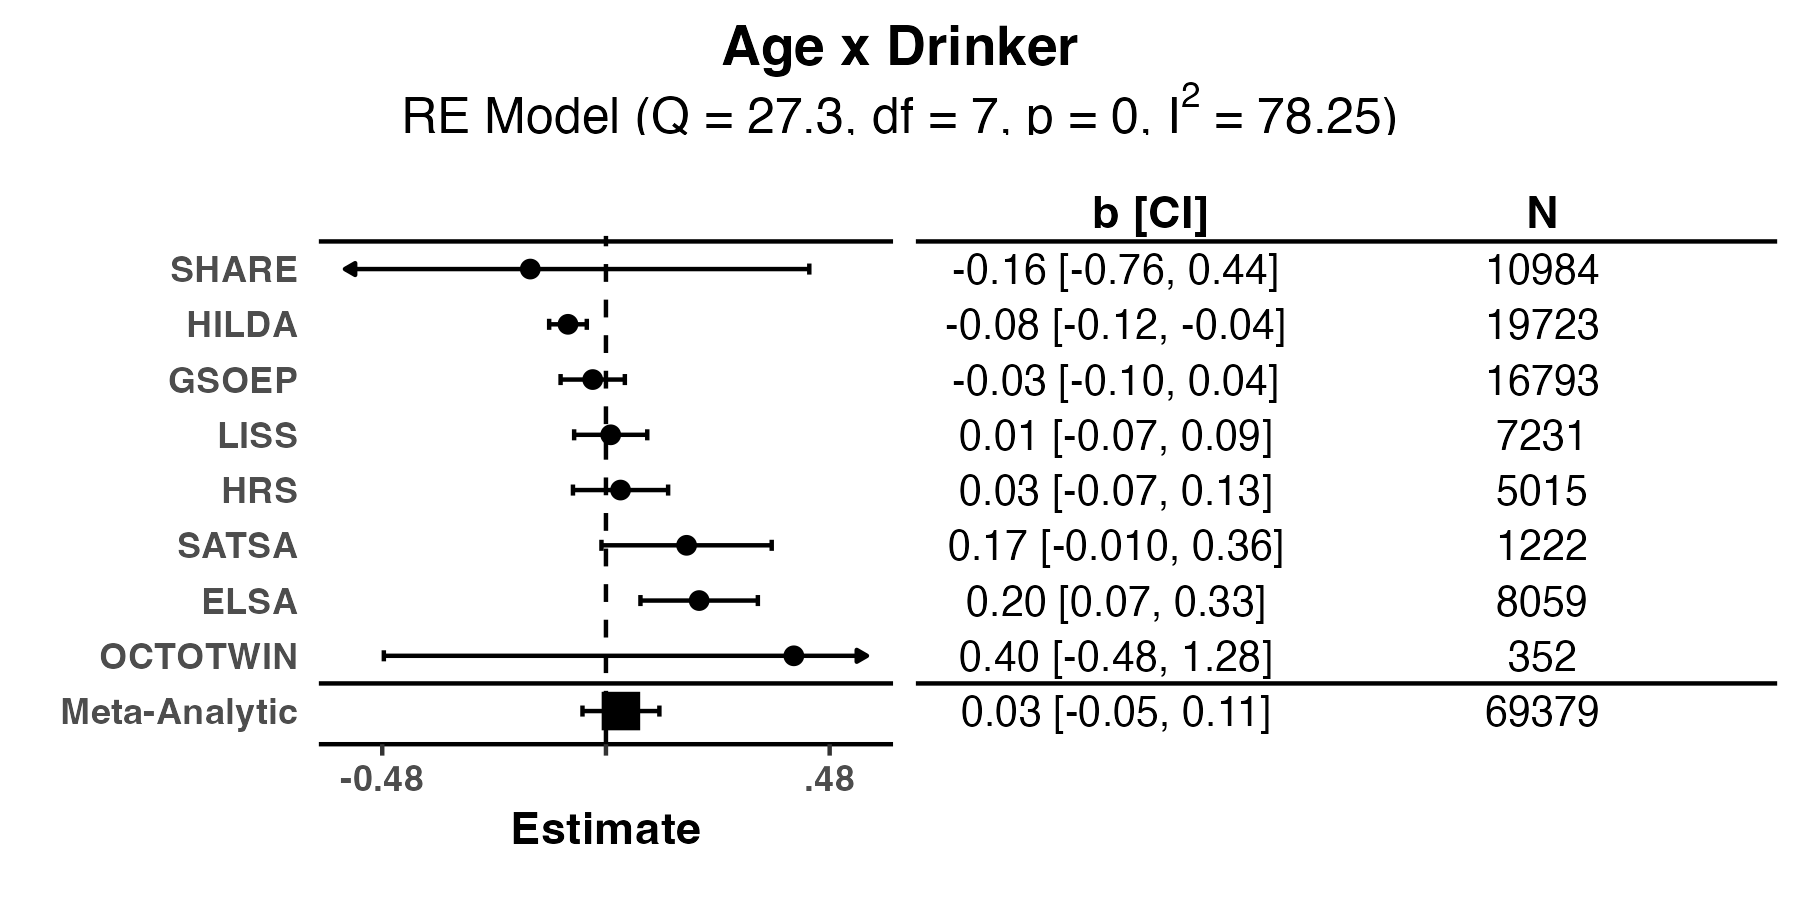 Age x Drinker
RE Model (Q = 27.3, df = 7, p = 0, I² = 78.25)
b [CI] N
SHARE -0.16 [-0.76, 0.44] 10984
HILDA -0.08 [-0.12, -0.04] 19723
GSOEP -0.03 [-0.10, 0.04] 16793
LISS 0.01 [-0.07, 0.09] 7231
HRS 0.03 [-0.07, 0.13] 5015
SATSA 0.17 [-0.010, 0.36] 1222
ELSA 0.20 [0.07, 0.33] 8059
OCTOTWIN 0.40 [-0.48, 1.28] 352
Meta-Analytic 0.03 [-0.05, 0.11] 69379
-0.48 .48
Estimate